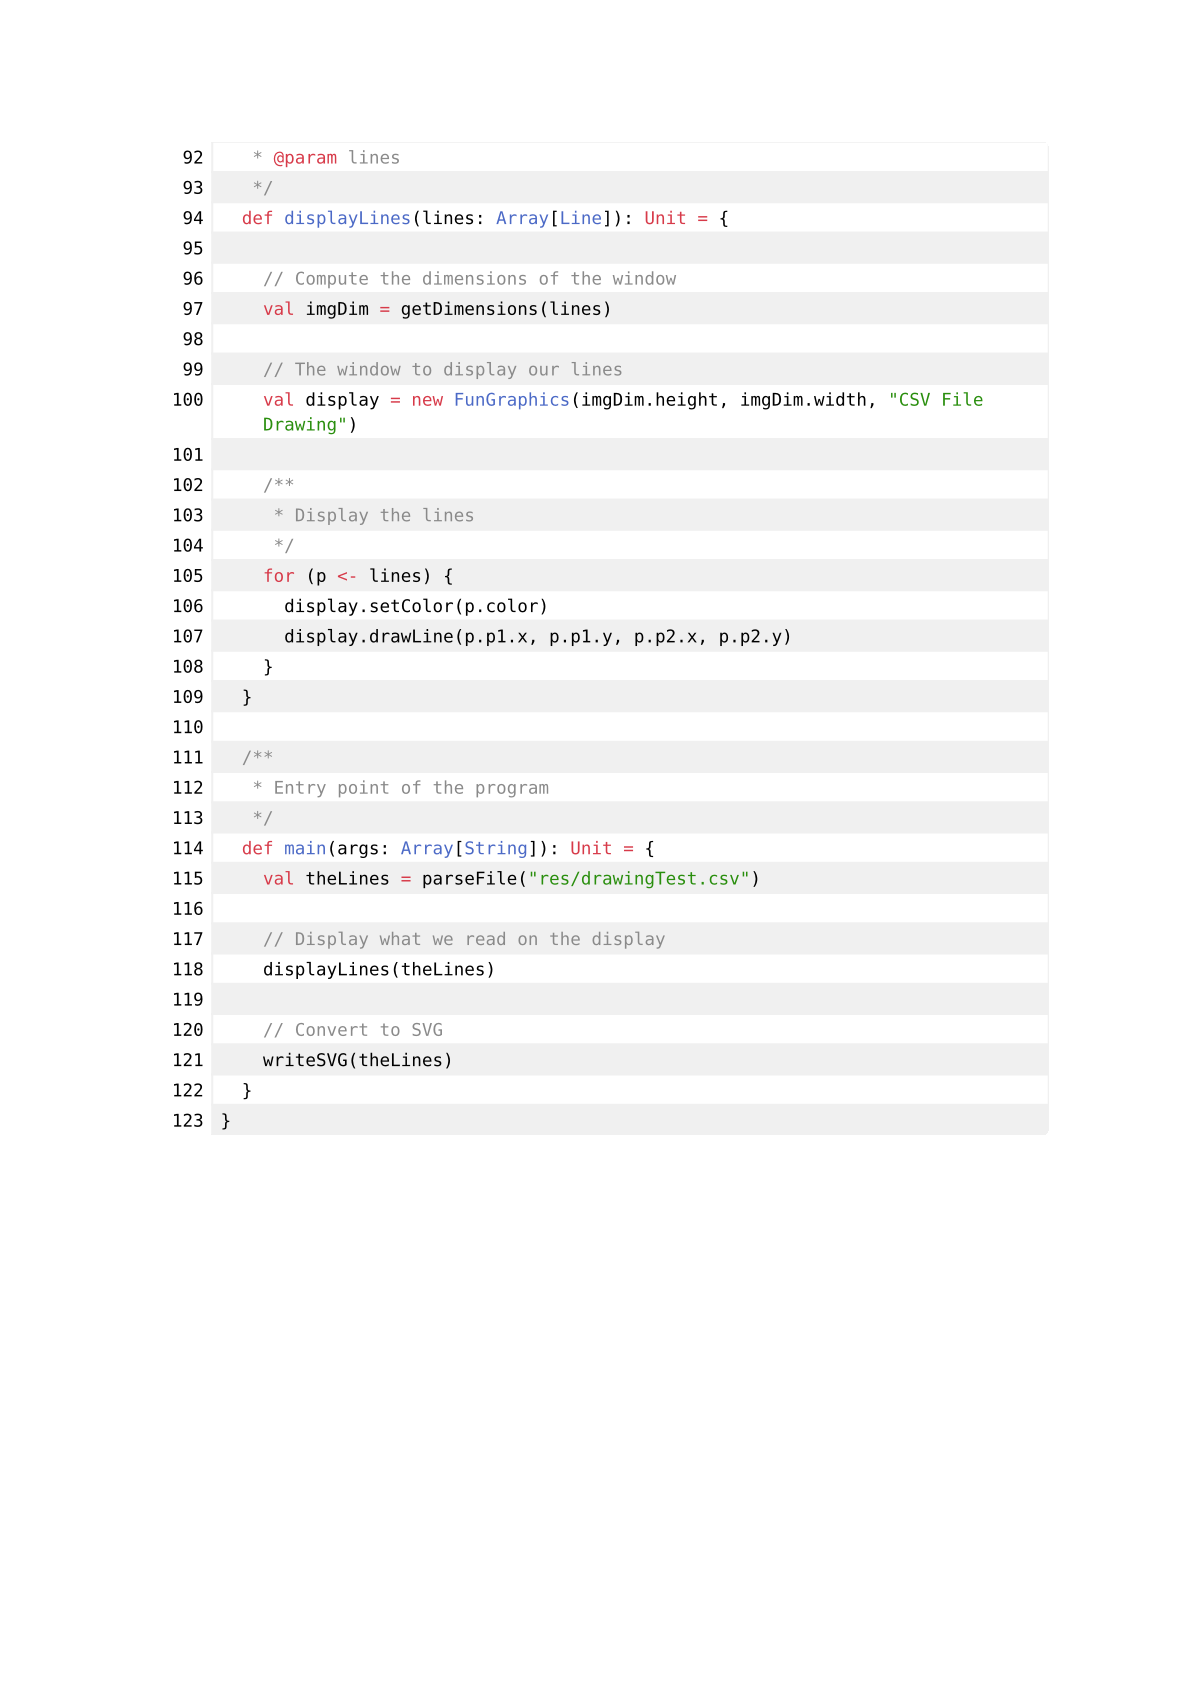 92     * @param lines
93     */
94    def displayLines(lines: Array[Line]): Unit = {
95
96      // Compute the dimensions of the window
97      val imgDim = getDimensions(lines)
98
99      // The window to display our lines
100      val display = new FunGraphics(imgDim.height, imgDim.width, "CSV File
Drawing")
101
102      /**
103       * Display the lines
104       */
105      for (p <- lines) {
106        display.setColor(p.color)
107        display.drawLine(p.p1.x, p.p1.y, p.p2.x, p.p2.y)
108      }
109    }
110
111    /**
112     * Entry point of the program
113     */
114    def main(args: Array[String]): Unit = {
115      val theLines = parseFile("res/drawingTest.csv")
116
117      // Display what we read on the display
118      displayLines(theLines)
119
120      // Convert to SVG
121      writeSVG(theLines)
122    }
123  }